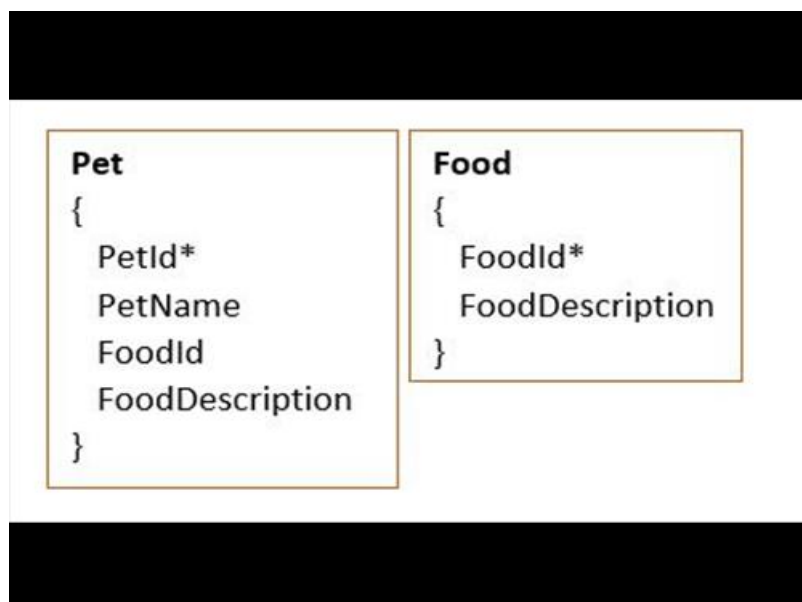 Pet
{
PetId*
PetName
FoodId
FoodDescription
}
Food
{
FoodId*
FoodDescription
}